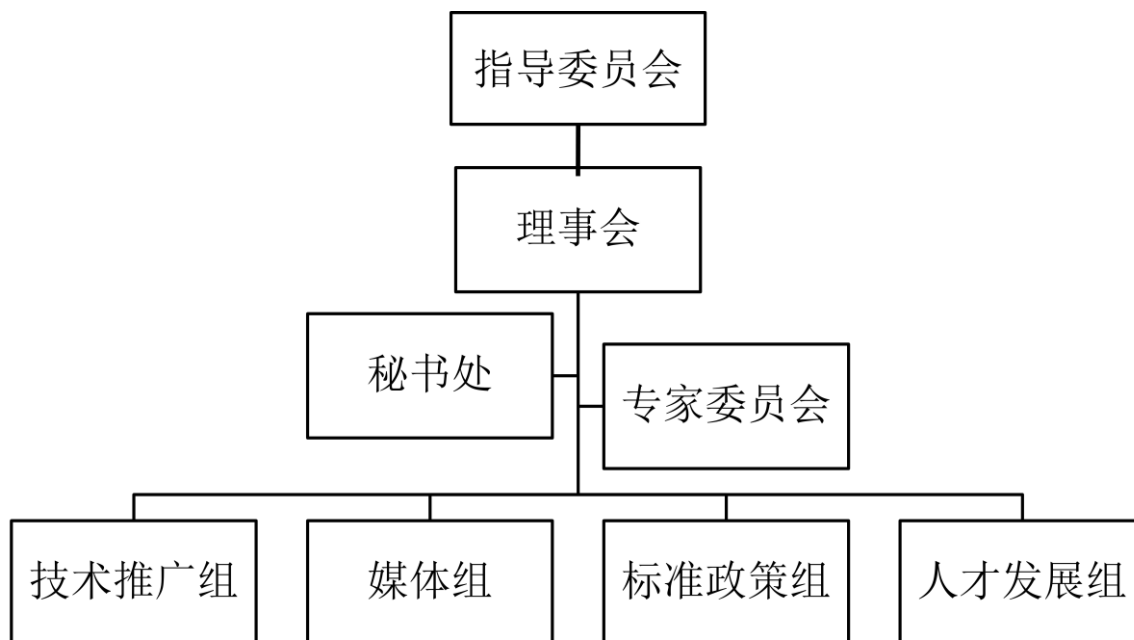 指导委员会
理事会
秘书处
专家委员会
技术推广组
媒体组
标准政策组
人才发展组